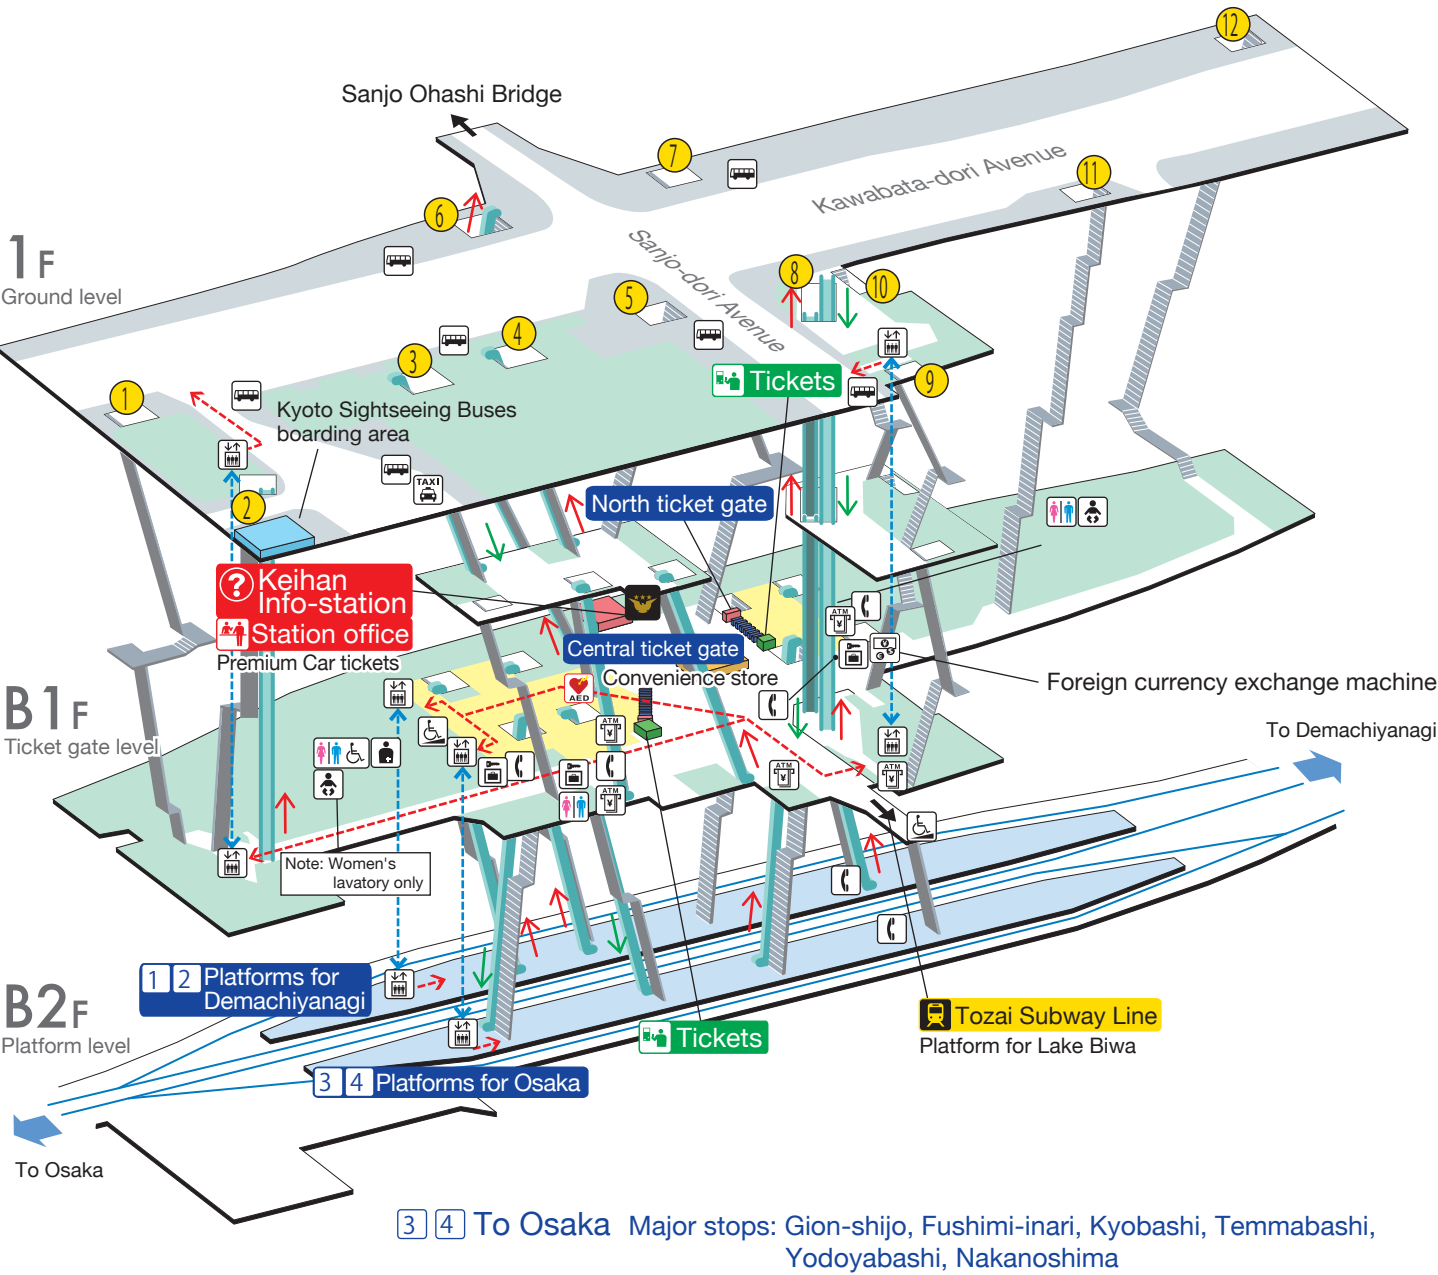 12
Sanjo Ohashi Bridge
7
Kawabata-dori Avenue
11
6
1F
Ground level
Sanjo-dori Avenue
8
10
5
4
3
Tickets
9
1
Kyoto Sightseeing Buses
boarding area
TAXI
2
North ticket gate
?
Keihan
Info-station
Station office
Premium Car tickets
Central ticket gate
Convenience store
ATM
¥
Foreign currency exchange machine
B1F
Ticket gate level
AED
ATM
¥
ATM
¥
ATM
¥
ATM
¥
To Demachiyanagi
Note: Women's
lavatory only
1 2 Platforms for
Demachiyanagi
B2F
Platform level
Tickets
Tozai Subway Line
Platform for Lake Biwa
3 4 Platforms for Osaka
To Osaka
3 4 To Osaka Major stops: Gion-shijo, Fushimi-inari, Kyobashi, Temmabashi,
Yodoyabashi, Nakanoshima